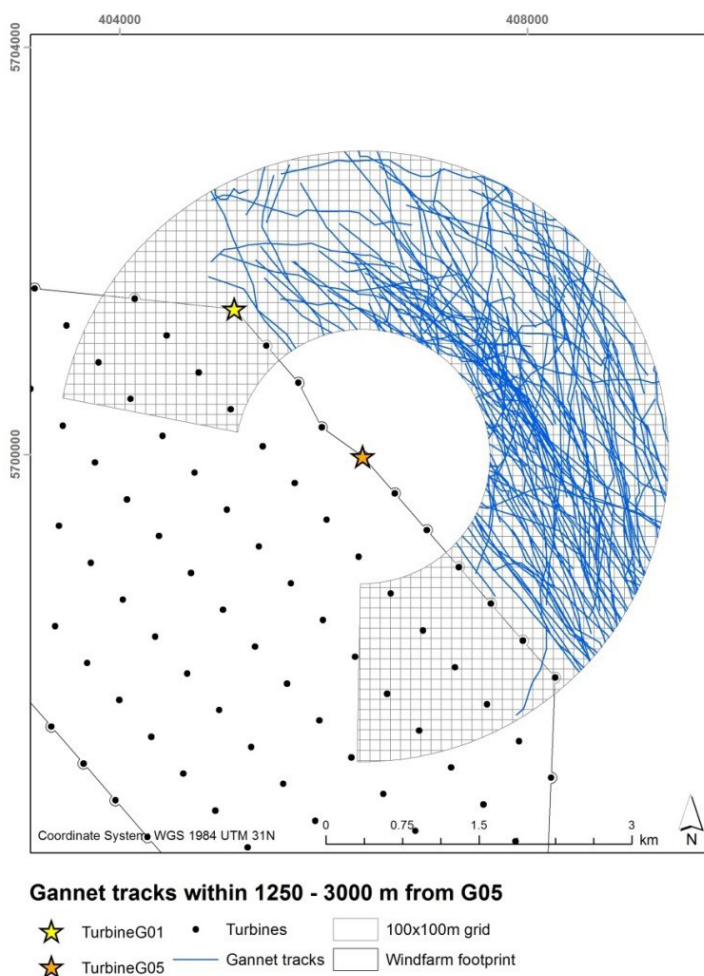 404000
408000
5704000
5700000
Coordinate System: WGS 1984 UTM 31N
0 0.75 1.5 3
km
N
Gannet tracks within 1250 - 3000 m from G05
TurbineG01 Turbines 100x100m grid
TurbineG05 Gannet tracks Windfarm footprint